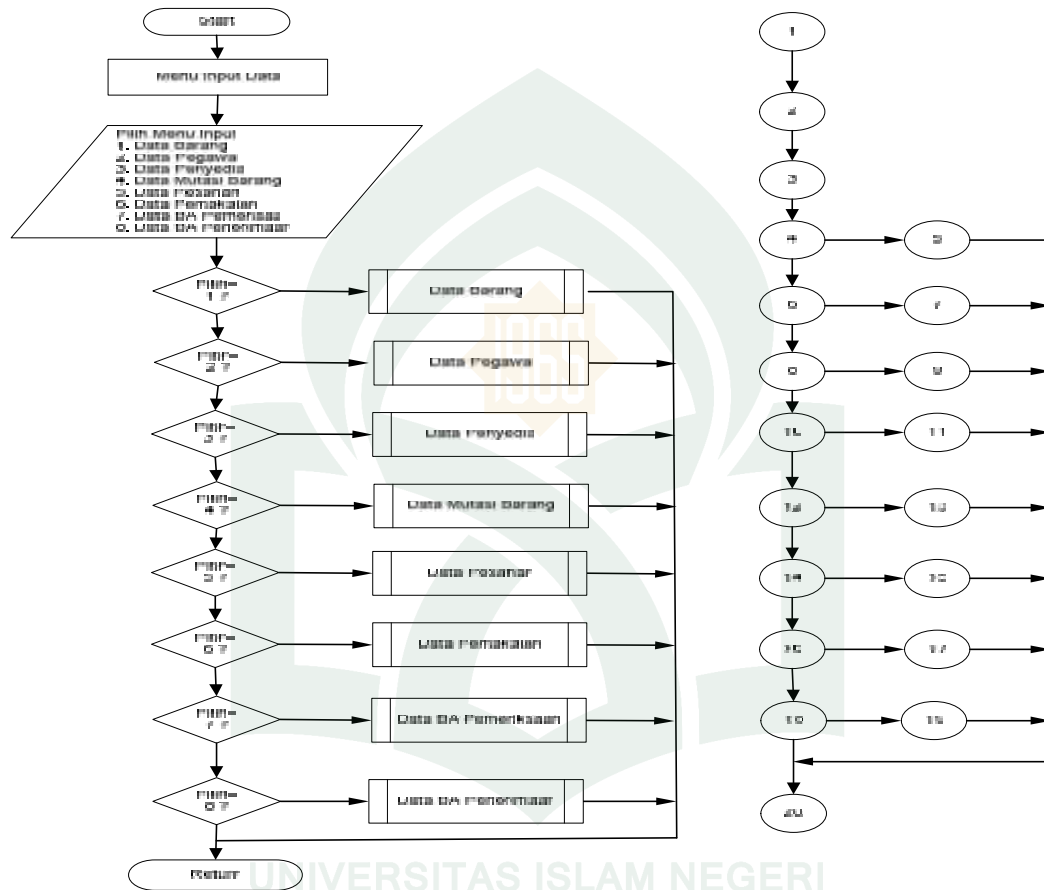 Start
Menu Input Data
Pilih Menu Input
1. Data Barang
2. Data Pegawai
3. Data Penyedia
4. Data Mutasi Barang
5. Data Pesanan
6. Data Pemakaian
7. Data BA Pemeriksaa
8. Data BA Penerimaan
Pilih=
1 ?
Data Barang
Pilih=
2 ?
Data Pegawai
Pilih=
3 ?
Data Penyedia
Pilih=
4 ?
Data Mutasi Barang
Pilih=
5 ?
Data Pesanan
Pilih=
6 ?
Data Pemakaian
Pilih=
7 ?
Data BA Pemeriksaan
Pilih=
8 ?
Data BA Penerimaan
Return
1
2
3
4
5
6
7
8
9
10
11
12
13
14
15
16
17
20
UNIVERSITAS ISLAM NEGERI